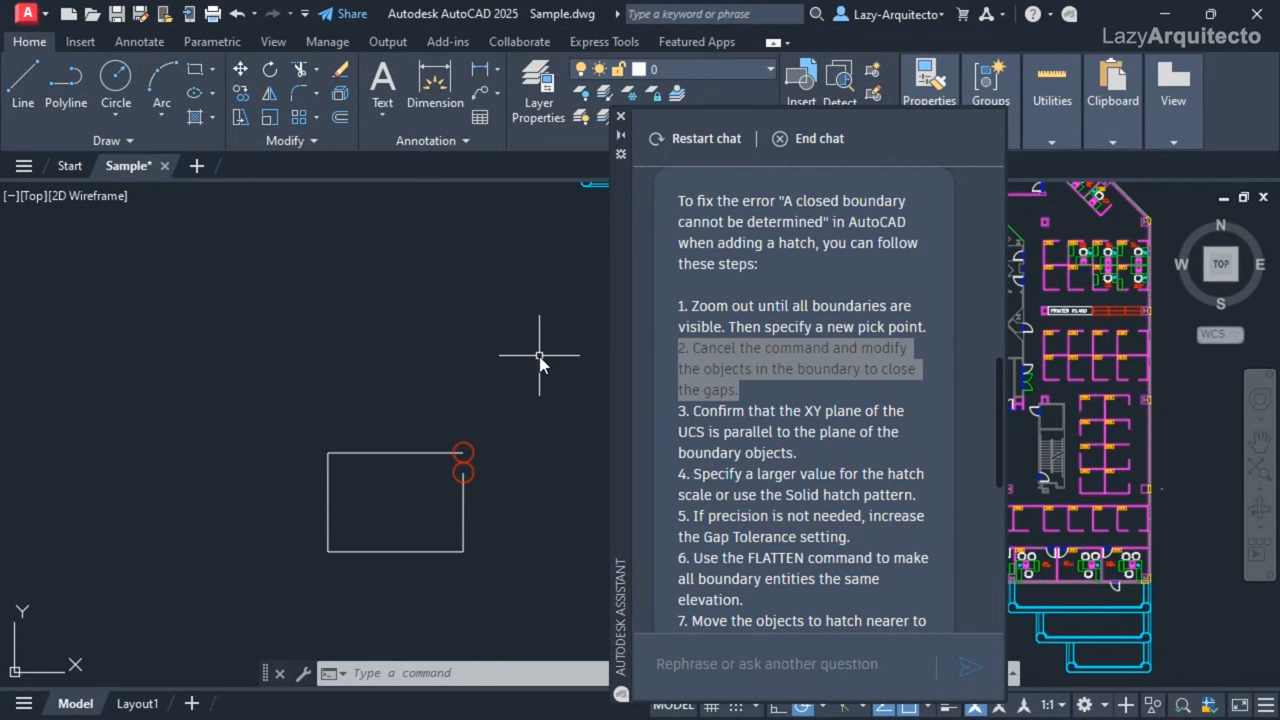 Share
Autodesk AutoCAD 2025 Sample.dwg
Type a keyword or phrase
Lazy-Arquitecto
LazyArquitecto
Home Insert Annotate Parametric View Manage Output Add-ins Collaborate Express Tools Featured Apps
0
Line Polyline Circle Arc Text Dimension Layer Properties Insert Detect Properties Groups Utilities Clipboard View
Draw Modify Annotation
Start Sample*
[−][Top][2D Wireframe]
Restart chat End chat
To fix the error "A closed boundary
cannot be determined" in AutoCAD
when adding a hatch, you can follow
these steps:
1. Zoom out until all boundaries are
visible. Then specify a new pick point.
2. Cancel the command and modify
the objects in the boundary to close
the gaps.
3. Confirm that the XY plane of the
UCS is parallel to the plane of the
boundary objects.
4. Specify a larger value for the hatch
scale or use the Solid hatch pattern.
5. If precision is not needed, increase
the Gap Tolerance setting.
6. Use the FLATTEN command to make
all boundary entities the same
elevation.
7. Move the objects to hatch nearer to
Rephrase or ask another question
AUTODESK ASSISTANT
N
W TOP E
S
WCS
PRINTER ISLAND
Y
X
Type a command
Model Layout1
MODEL
1:1